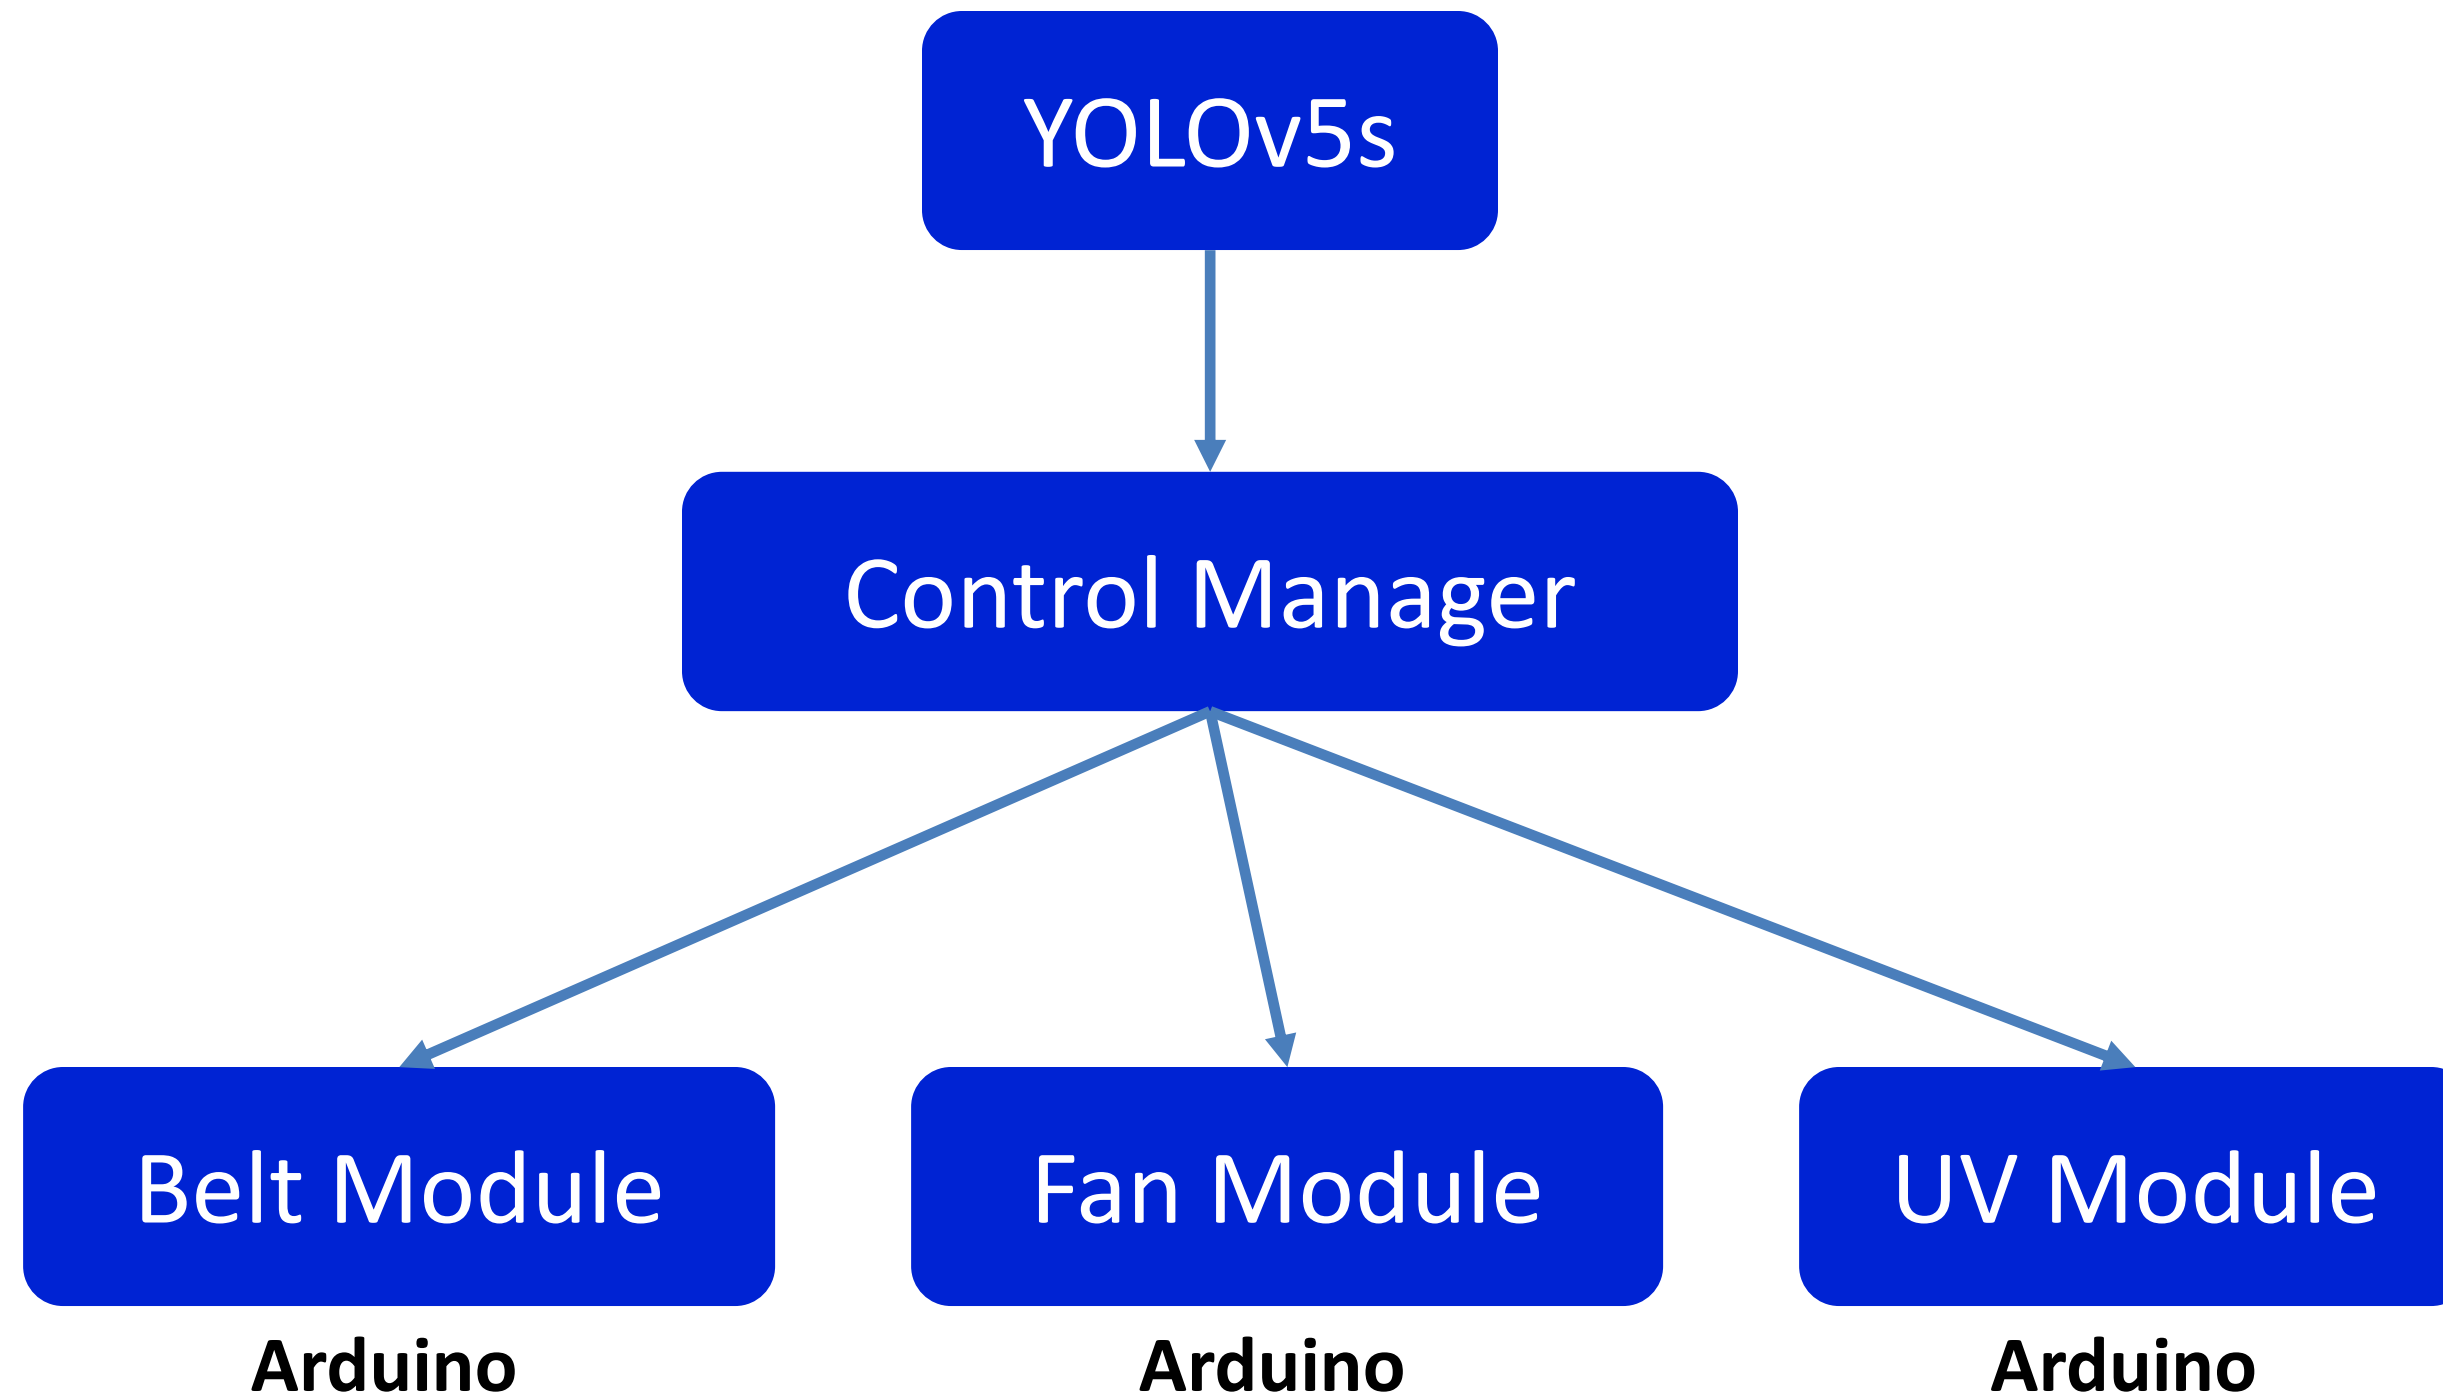 YOLOv5s
Control Manager
Belt Module
Fan Module
UV Module
Arduino
Arduino
Arduino